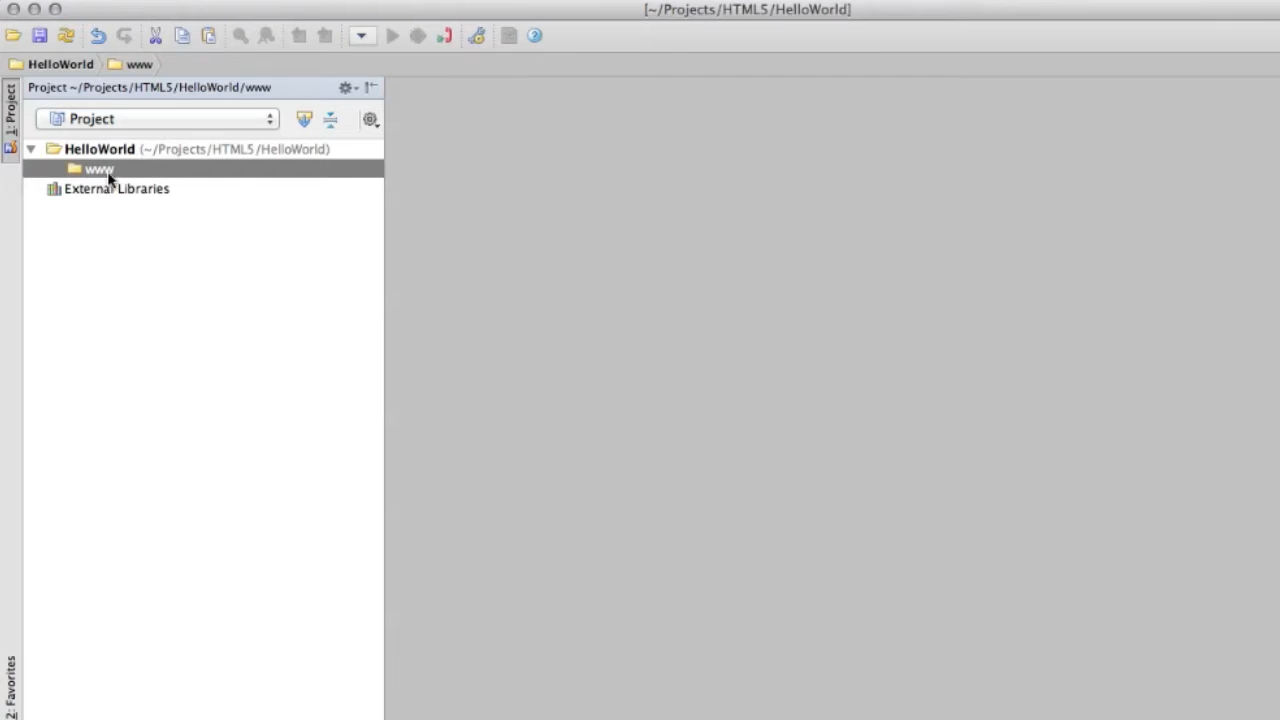 [~/Projects/HTML5/HelloWorld]
HelloWorld www
1: Project
Project ~/Projects/HTML5/HelloWorld/www
Project
HelloWorld (~/Projects/HTML5/HelloWorld)
www
External Libraries
2: Favorites